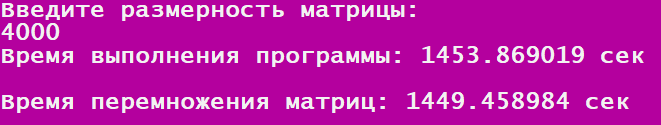 Введите размерность матрицы:
4000
Время выполнения программы: 1453.869019 сек
Время перемножения матриц: 1449.458984 сек